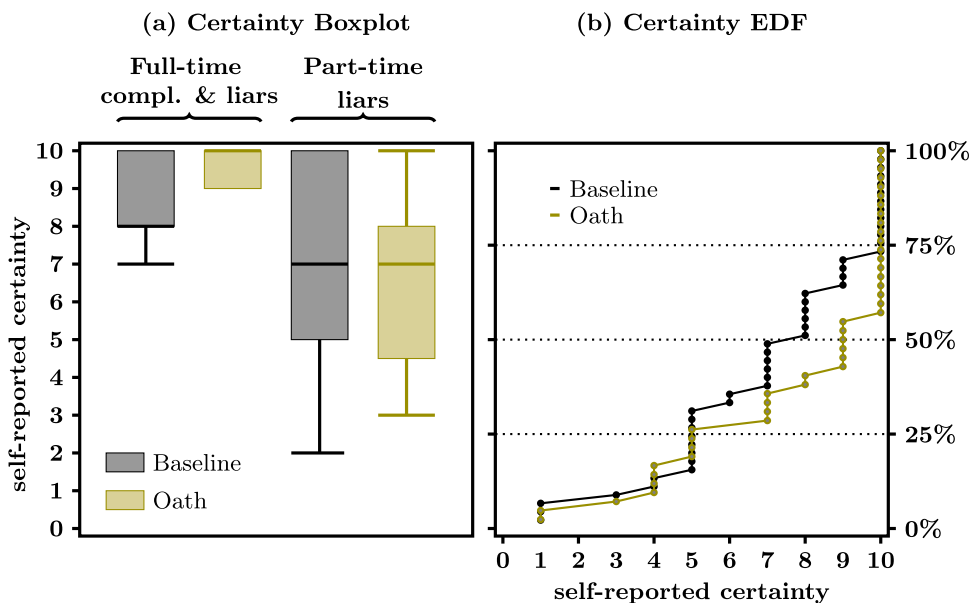 (a) Certainty Boxplot
Full-time
compl. & liars
Part-time
liars
self-reported certainty
10
9
8
7
6
5
4
3
2
1
0
Baseline
Oath
(b) Certainty EDF
Baseline
Oath
100%
75%
50%
25%
0%
0 1 2 3 4 5 6 7 8 9 10
self-reported certainty